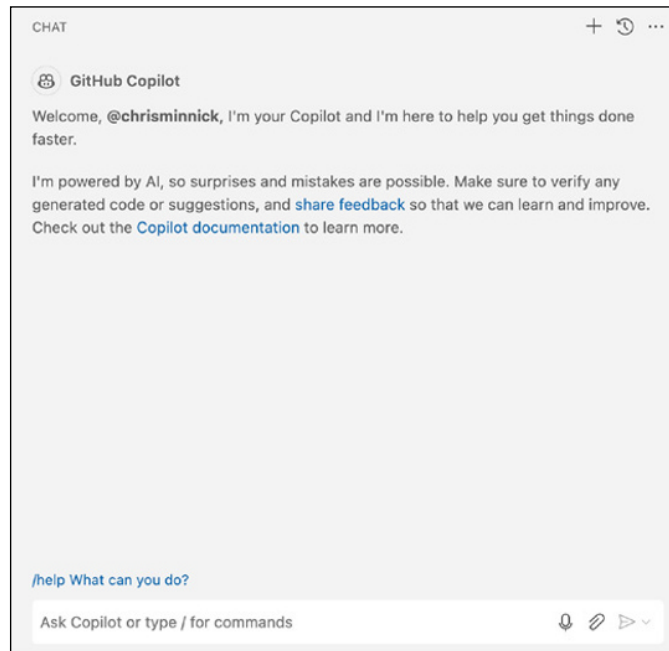 CHAT
GitHub Copilot
Welcome, @chrisminnick, I'm your Copilot and I'm here to help you get things done
faster.
I'm powered by AI, so surprises and mistakes are possible. Make sure to verify any
generated code or suggestions, and share feedback so that we can learn and improve.
Check out the Copilot documentation to learn more.
/help What can you do?
Ask Copilot or type / for commands